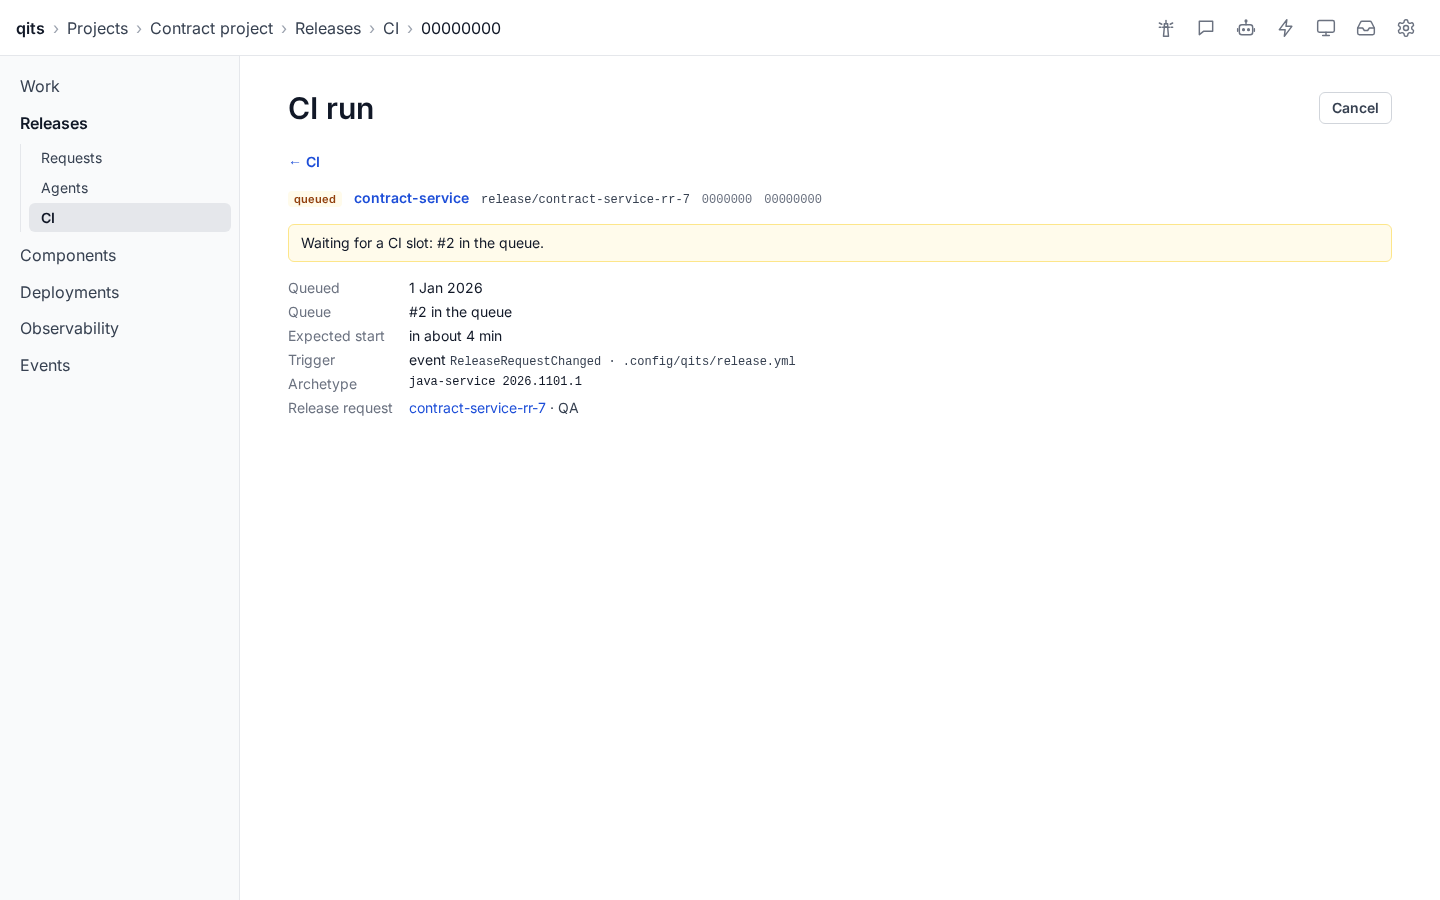 qits › Projects › Contract project › Releases › CI › 00000000
Work
Releases
Requests
Agents
CI
Components
Deployments
Observability
Events
CI run
Cancel
← CI
queued contract-service release/contract-service-rr-7 0000000 00000000
Waiting for a CI slot: #2 in the queue.
Queued 1 Jan 2026
Queue #2 in the queue
Expected start in about 4 min
Trigger event ReleaseRequestChanged · .config/qits/release.yml
Archetype java-service 2026.1101.1
Release request contract-service-rr-7 · QA